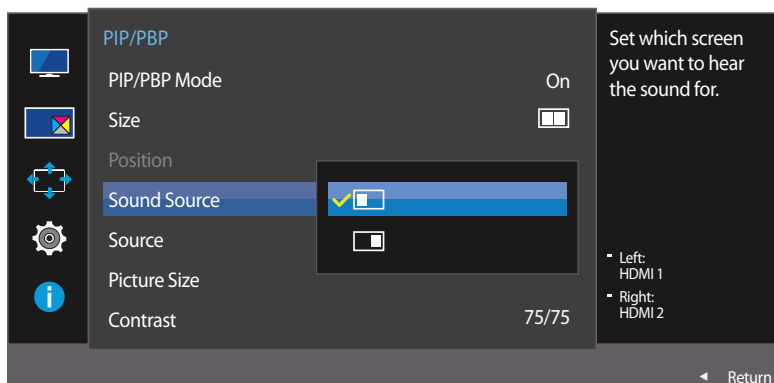 PIP/PBP
PIP/PBP Mode On
Size
Position
Sound Source
Source
Picture Size
Contrast 75/75
Set which screen
you want to hear
the sound for.
- Left:
HDMI 1
- Right:
HDMI 2
Return